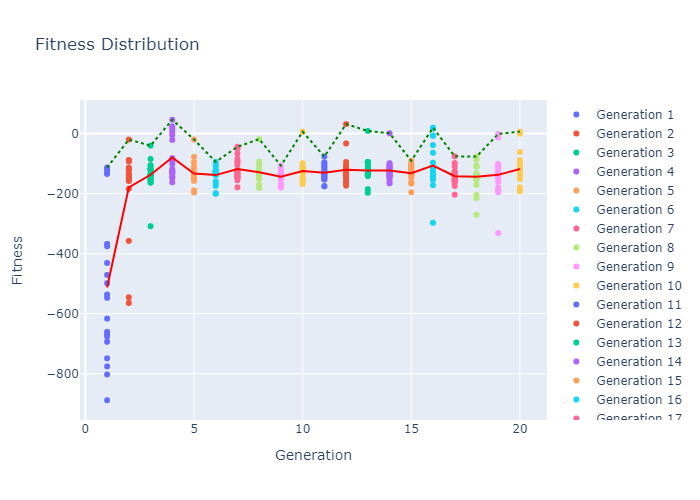 Fitness Distribution
Generation 1
Generation 2
Generation 3
Generation 4
Generation 5
Generation 6
Generation 7
Generation 8
Generation 9
Generation 10
Generation 11
Generation 12
Generation 13
Generation 14
Generation 15
Generation 16
Generation 17
0
−200
−400
−600
−800
Fitness
0
5
10
15
20
Generation